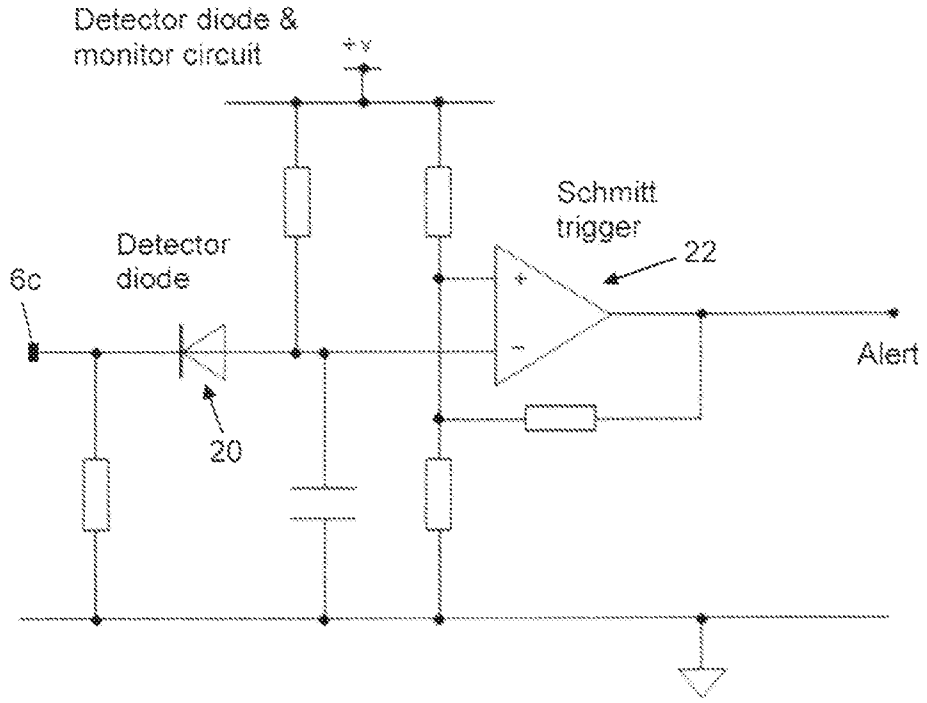 Detector diode &
monitor circuit
+v
Schmitt
trigger
22
Detector
diode
6c
+
−
Alert
20